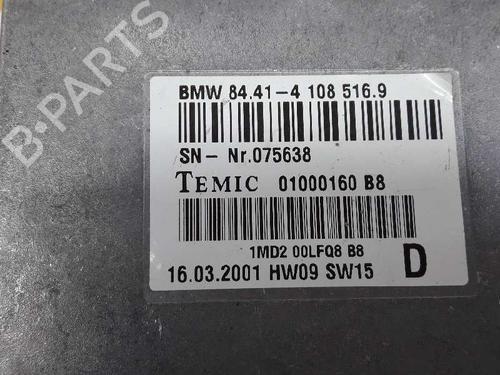 B-PARTS
BMW 84.41-4 108 516.9
SN- Nr.075638
TEMIC 01000160 B8
1MD2 00LFQ8 B8
16.03.2001 HW09 SW15 D